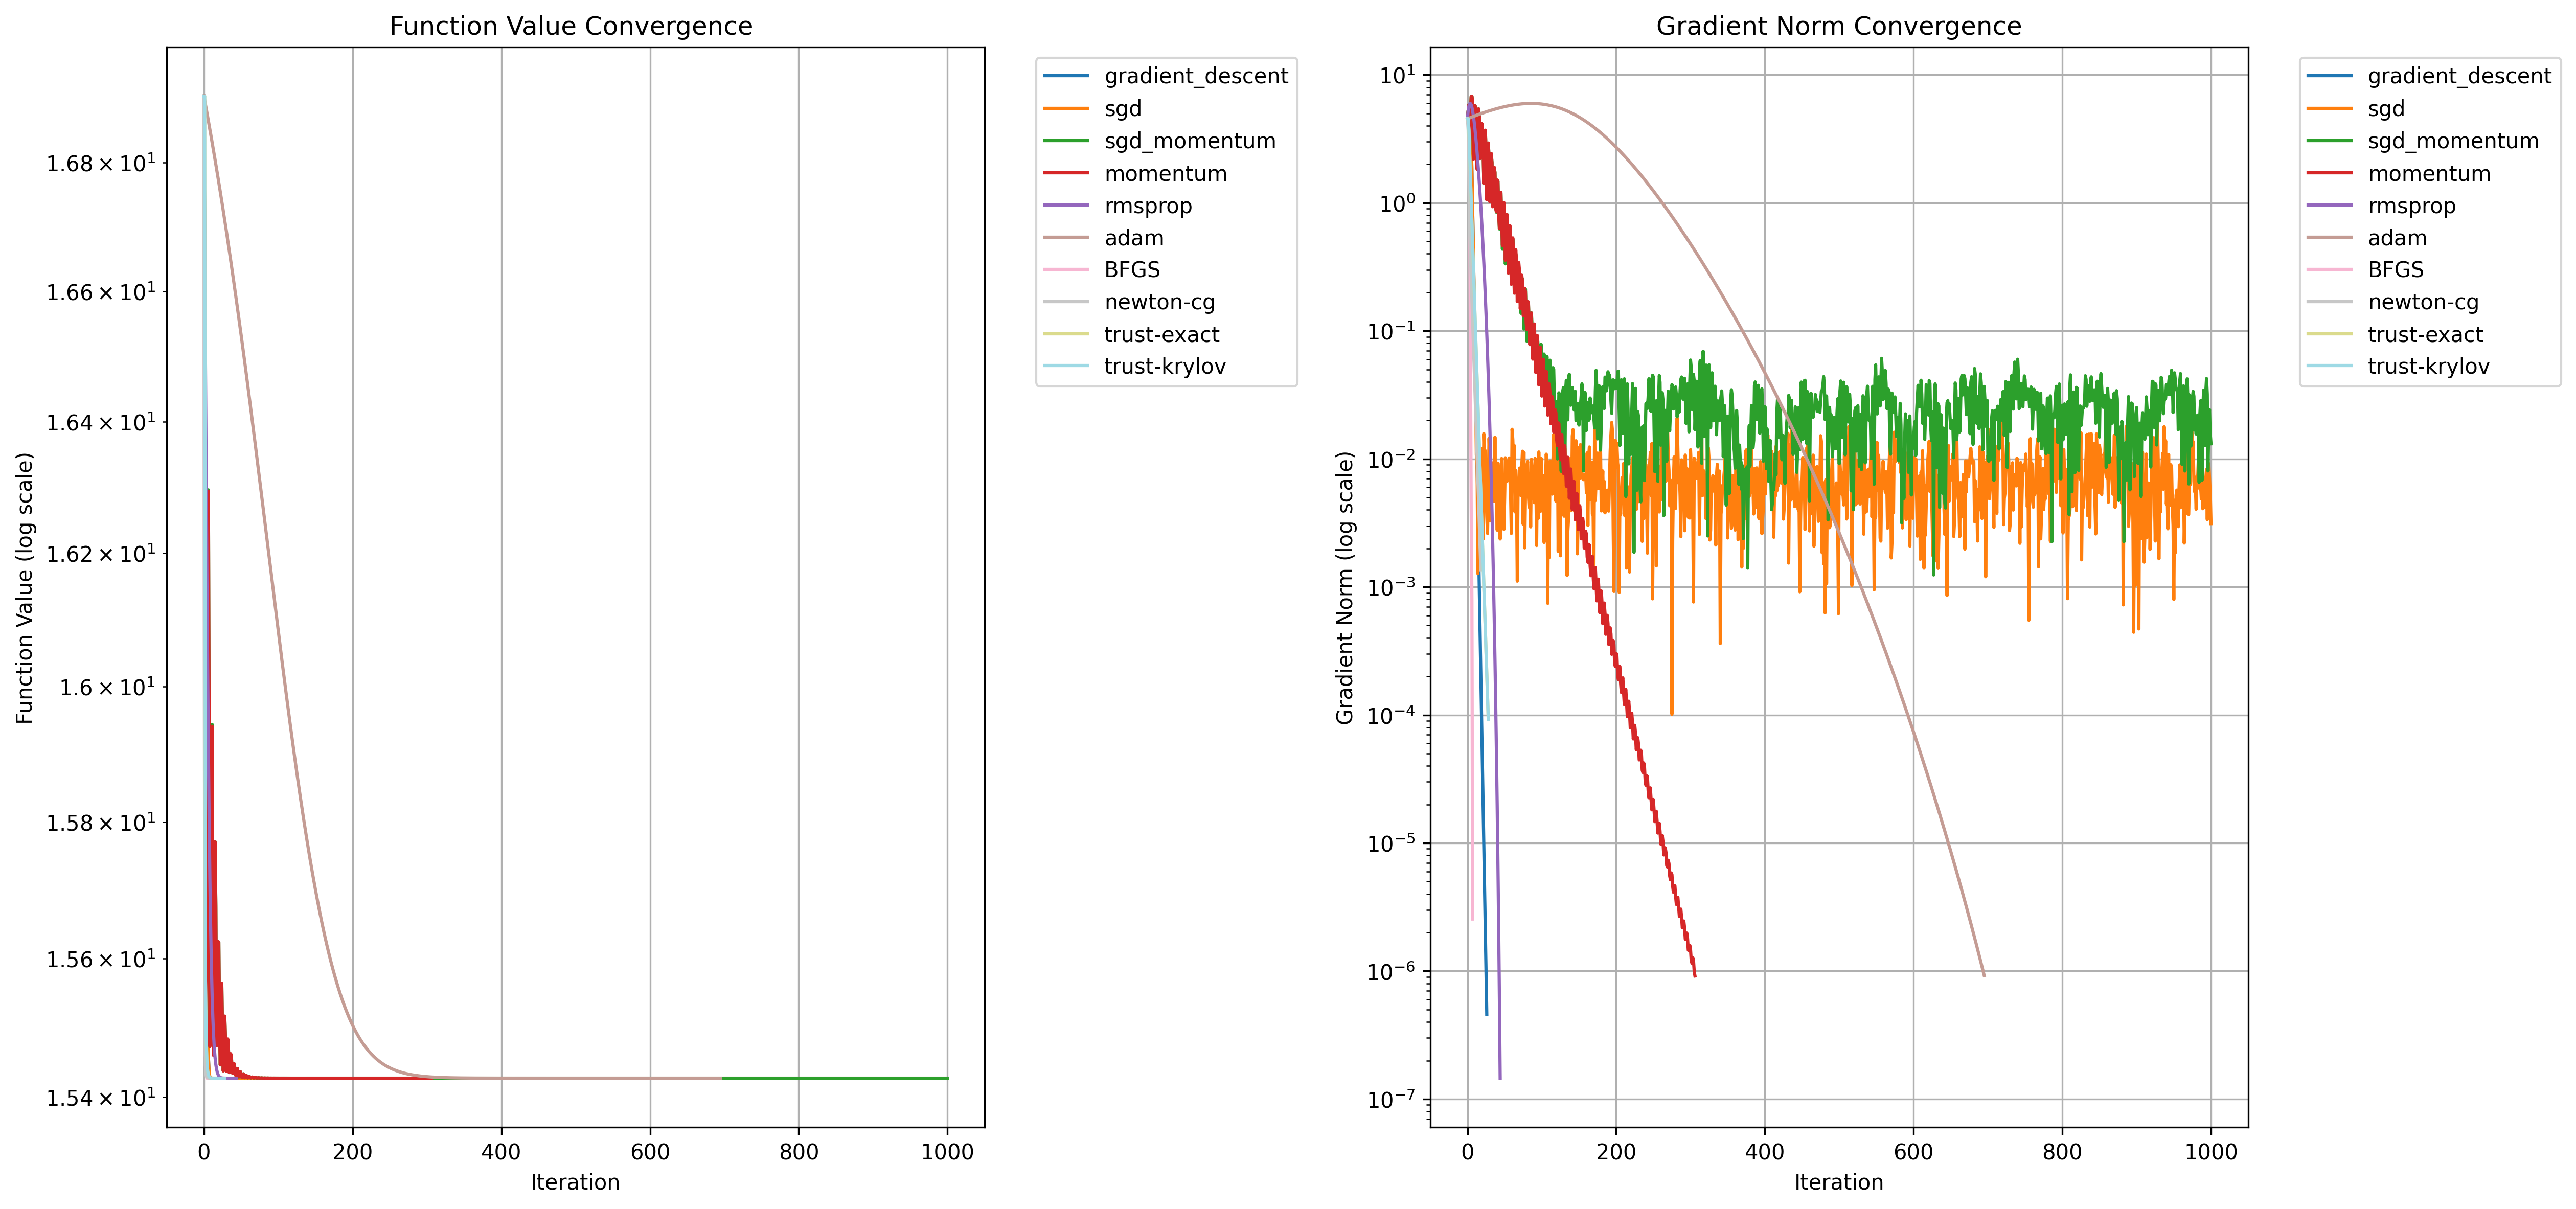 Function Value Convergence
Function Value (log scale)
1.68 × 10¹
1.66 × 10¹
1.64 × 10¹
1.62 × 10¹
1.6 × 10¹
1.58 × 10¹
1.56 × 10¹
1.54 × 10¹
0 200 400 600 800 1000
Iteration
gradient_descent
sgd
sgd_momentum
momentum
rmsprop
adam
BFGS
newton-cg
trust-exact
trust-krylov
Gradient Norm Convergence
Gradient Norm (log scale)
10¹
10⁰
10⁻¹
10⁻²
10⁻³
10⁻⁴
10⁻⁵
10⁻⁶
10⁻⁷
0 200 400 600 800 1000
Iteration
gradient_descent
sgd
sgd_momentum
momentum
rmsprop
adam
BFGS
newton-cg
trust-exact
trust-krylov